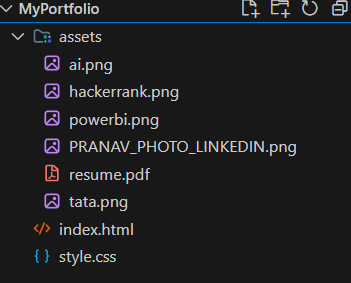 MyPortfolio
assets
ai.png
hackerrank.png
powerbi.png
PRANAV_PHOTO_LINKEDIN.png
resume.pdf
tata.png
index.html
style.css